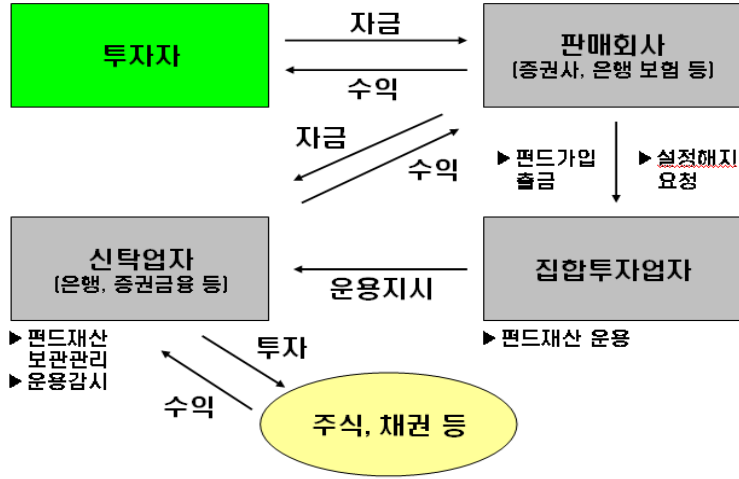 투자자
자금
수익
판매회사
(증권사, 은행 보험 등)
자금
수익
▶ 펀드가입
출금
▶ 설정해지
요청
신탁업자
(은행, 증권금융 등)
운용지시
집합투자업자
▶ 펀드재산
보관관리
▶ 운용감시
▶ 펀드재산 운용
투자
수익
주식, 채권 등